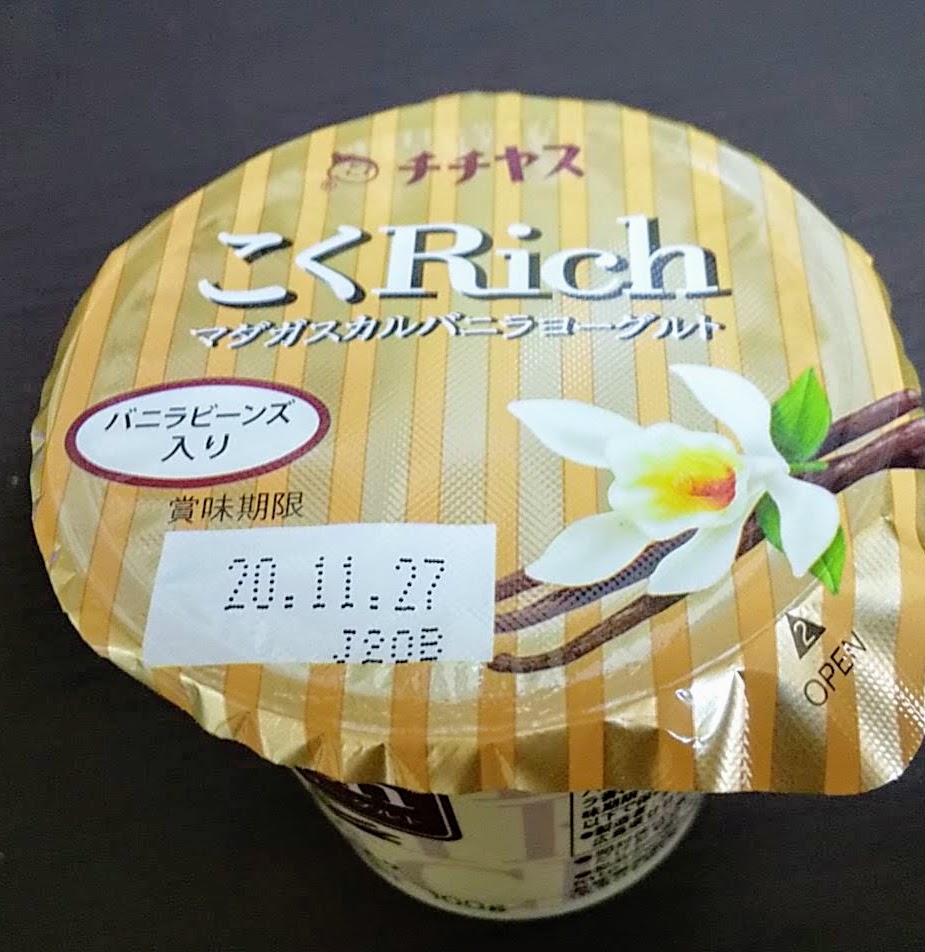 チチヤス
こくRich
マダガスカルバニラヨーグルト
バニラビーンズ
入り
賞味期限
20.11.27
J20B
2
OPEN